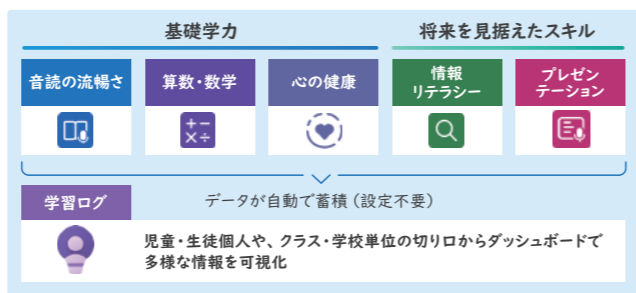 基礎学力
将来を見据えたスキル
音読の流暢さ
算数・数学
心の健康
情報
リテラシー
プレゼン
テーション
学習ログ
データが自動で蓄積（設定不要）
児童・生徒個人や、クラス・学校単位の切り口からダッシュボードで
多様な情報を可視化